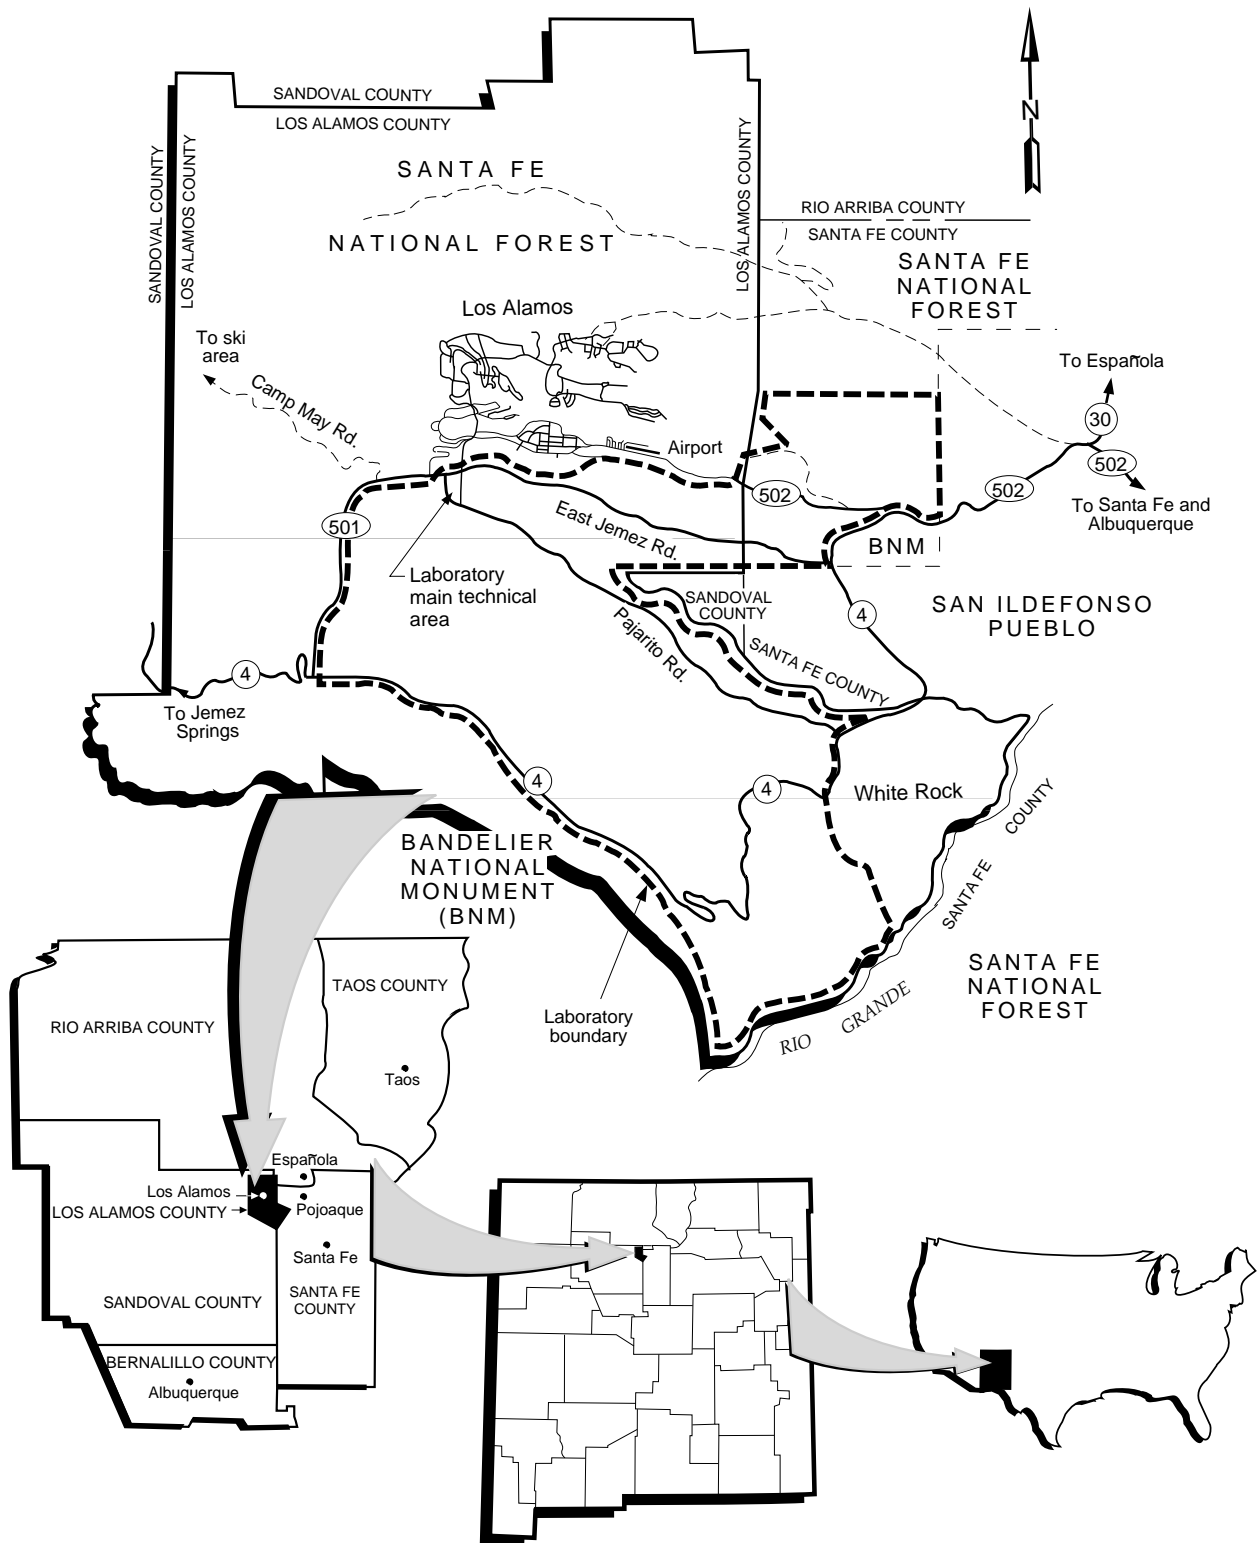 SANDOVAL COUNTY
LOS ALAMOS COUNTY
SANDOVAL COUNTY
LOS ALAMOS COUNTY
LOS ALAMOS COUNTY
N
SANTA FE
NATIONAL FOREST
RIO ARRIBA COUNTY
SANTA FE COUNTY
SANTA FE
NATIONAL
FOREST
Los Alamos
To ski
area
Camp May Rd.
To Española
30
502
To Santa Fe and
Albuquerque
Airport
502
502
501
East Jemez Rd.
BNM
Laboratory
main technical
area
SANDOVAL
COUNTY
SAN ILDEFONSO
PUEBLO
4
Pajarito Rd.
SANTA FE COUNTY
4
To Jemez
Springs
4
4
White Rock
SANTA FE COUNTY
BANDELIER
NATIONAL
MONUMENT
(BNM)
SANTA FE
NATIONAL
FOREST
Laboratory
boundary
RIO GRANDE
TAOS COUNTY
RIO ARRIBA COUNTY
Taos
Española
Los Alamos
LOS ALAMOS COUNTY
Pojoaque
Santa Fe
SANDOVAL COUNTY
SANTA FE
COUNTY
BERNALILLO COUNTY
Albuquerque